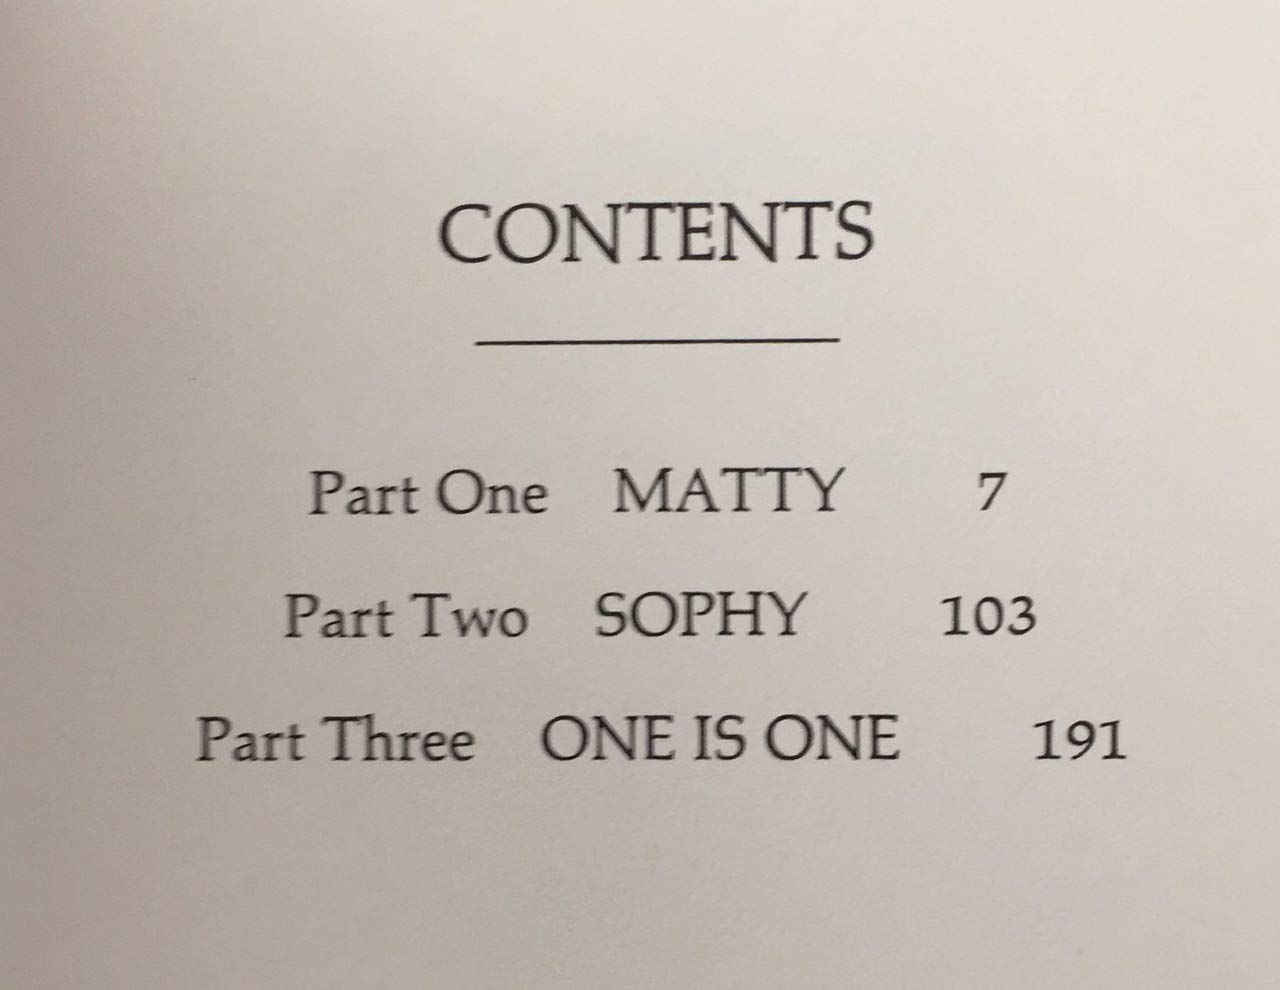 CONTENTS
Part One MATTY 7
Part Two SOPHY 103
Part Three ONE IS ONE 191